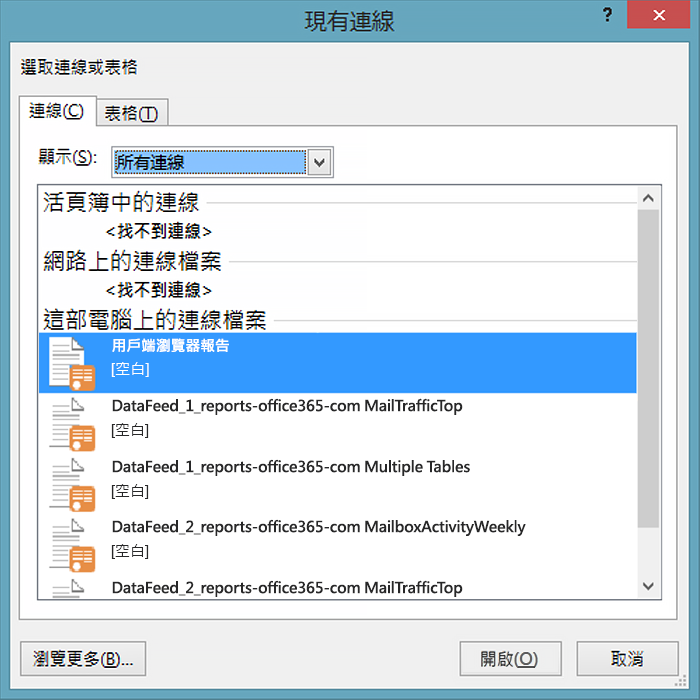 現有連線
?
選取連線或表格
連線(C)
表格(T)
顯示(S):
所有連線
活頁簿中的連線
<找不到連線>
網路上的連線檔案
<找不到連線>
這部電腦上的連線檔案
用戶端瀏覽器報告
[空白]
DataFeed_1_reports-office365-com MailTrafficTop
[空白]
DataFeed_1_reports-office365-com Multiple Tables
[空白]
DataFeed_2_reports-office365-com MailboxActivityWeekly
[空白]
DataFeed_2_reports-office365-com MailTrafficTop
瀏覽更多(B)...
開啟(O)
取消